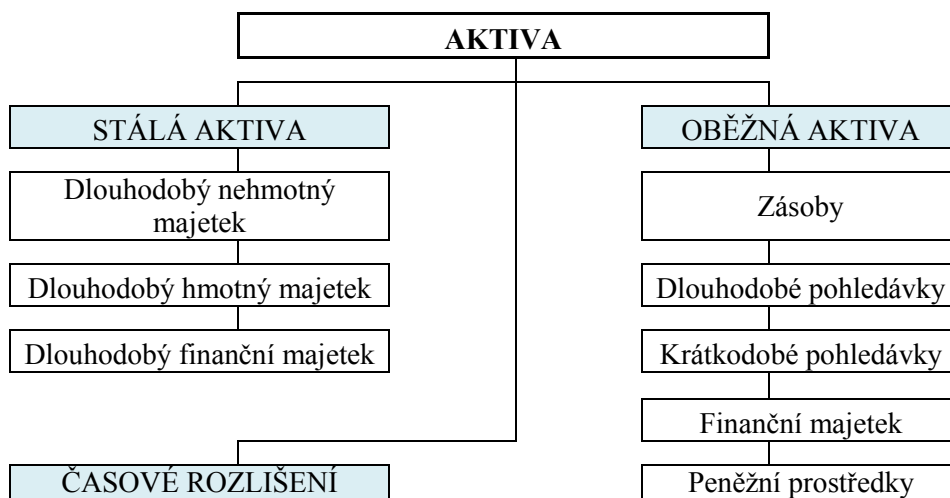 AKTIVA
STÁLÁ AKTIVA
Dlouhodobý nehmotný
majetek
Dlouhodobý hmotný majetek
Dlouhodobý finanční majetek
ČASOVÉ ROZLIŠENÍ
OBĚŽNÁ AKTIVA
Zásoby
Dlouhodobé pohledávky
Krátkodobé pohledávky
Finanční majetek
Peněžní prostředky